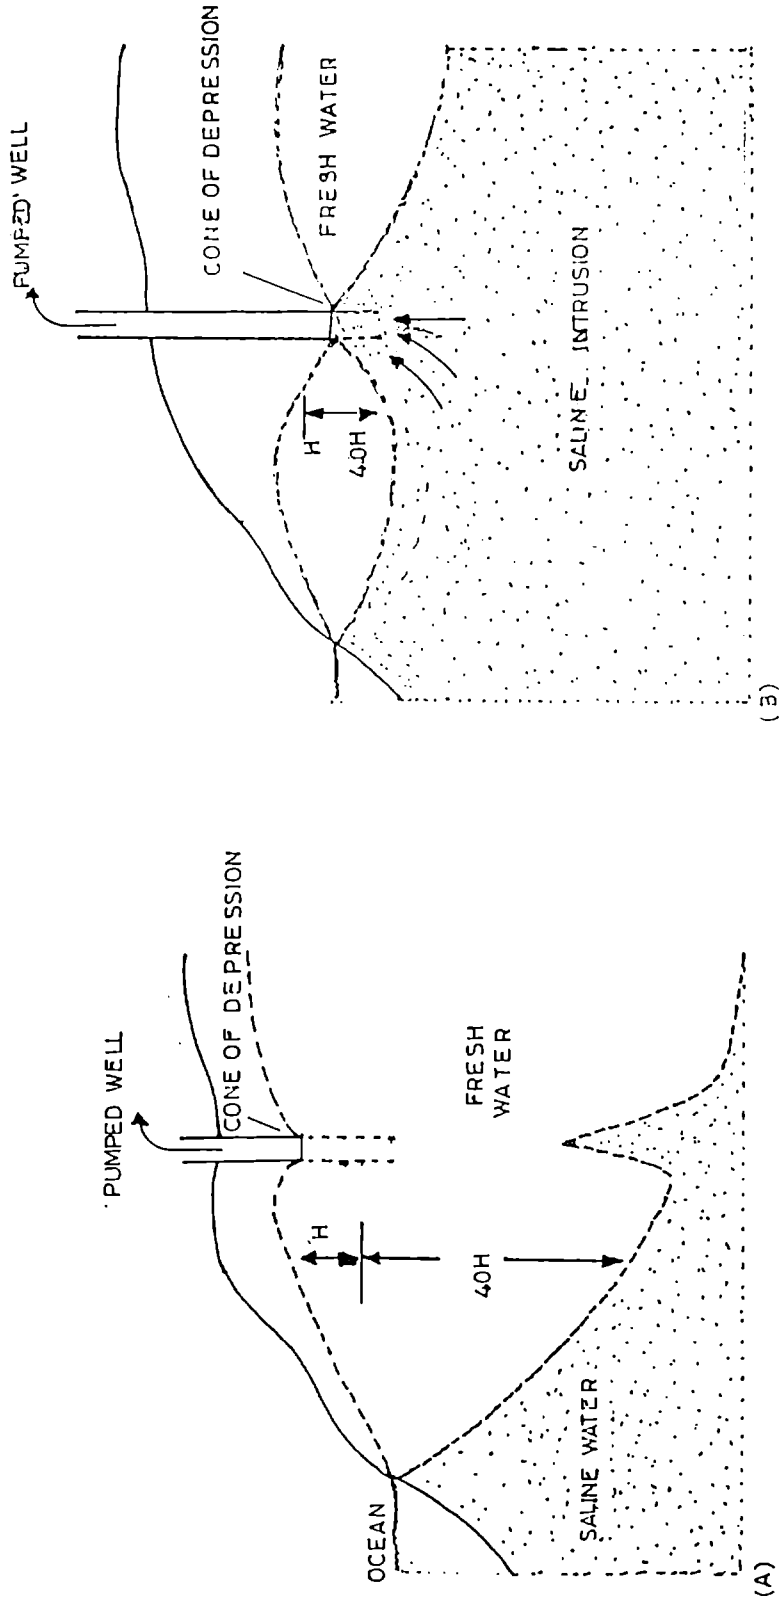 PUMPED WELL
CONE OF DEPRESSION
H
40H
FRESH
WATER
OCEAN
SALINE WATER
(A)
PUMPED WELL
CONE OF DEPRESSION
FRESH WATER
H
40H
SALINE INTRUSION
(B)